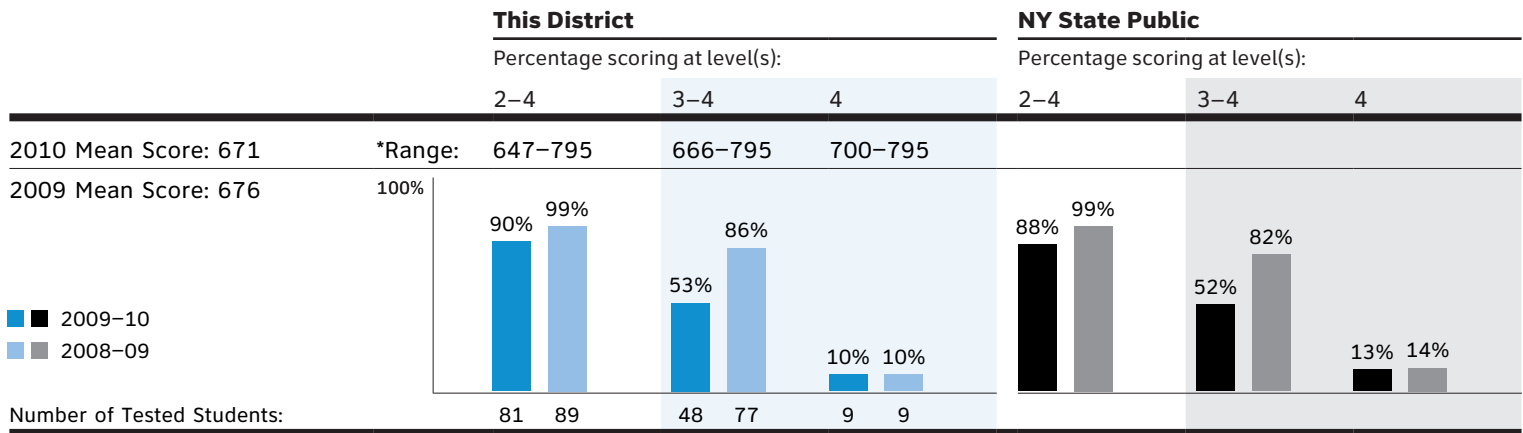 This District NY State Public
Percentage scoring at level(s): Percentage scoring at level(s):
2–4 3–4 4 2–4 3–4 4
2010 Mean Score: 671 *Range: 647–795 666–795 700–795
2009 Mean Score: 676 100%
90% 99% 53% 86% 10% 10% 88% 99% 52% 82% 13% 14%
2009–10
2008–09
Number of Tested Students: 81 89 48 77 9 9